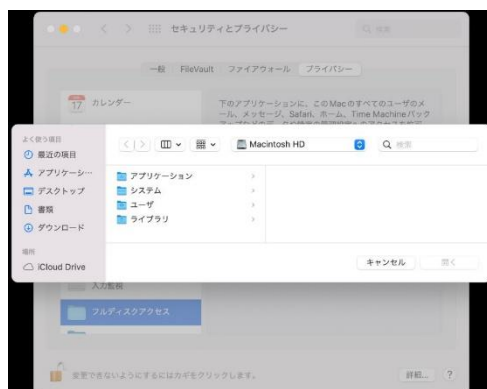 セキュリティとプライバシー
検索
一般 FileVault ファイアウォール プライバシー
17 カレンダー
下のアプリケーションに、このMacのすべてのユーザのメ
ール、メッセージ、Safari、ホーム、Time Machineバック
よく使う項目
最近の項目
アプリケーシ…
デスクトップ
書類
ダウンロード
場所
iCloud Drive
Macintosh HD
検索
アプリケーション
システム
ユーザ
ライブラリ
キャンセル 開く
入力監視
フルディスクアクセス
変更できないようにするにはカギをクリックします。
詳細... ?